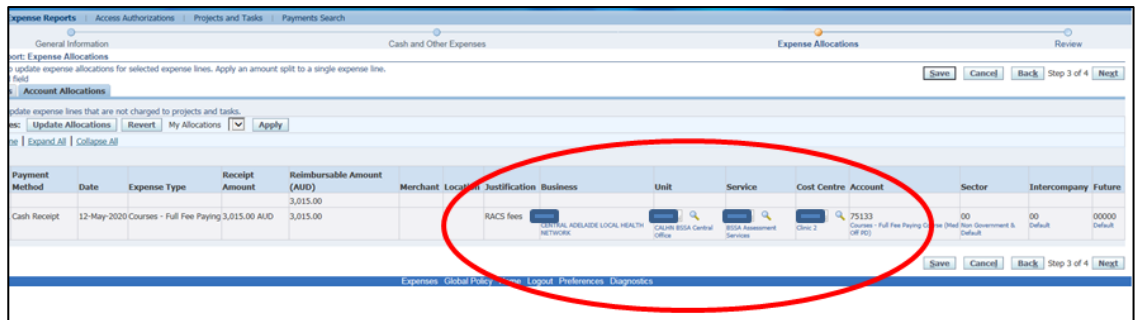 xpense Reports | Access Authorizations | Projects and Tasks | Payments Search
General Information Cash and Other Expenses Expense Allocations Review
port: Expense Allocations
o update expense allocations for selected expense lines. Apply an amount split to a single expense line.
d field
Save Cancel Back Step 3 of 4 Next
s Account Allocations
pdate expense lines that are not charged to projects and tasks.
es: Update Allocations Revert My Allocations Apply
ne | Expand All | Collapse All
Payment Method Date Expense Type Receipt Amount Reimbursable Amount (AUD) Merchant Location Justification Business Unit Service Cost Centre Account Sector Intercompany Future
3,015.00
Cash Receipt 12-May-2020 Courses - Full Fee Paying 3,015.00 AUD 3,015.00 RACS fees 75133 00 00 00000
CENTRAL ADELAIDE LOCAL HEALTH NETWORK CALHN BSSA Central Office BSSA Assessment Services Clinic 2 Courses - Full Fee Paying Course (Med Off PD) Non Government & Default Default Default
Save Cancel Back Step 3 of 4 Next
Expenses Global Policy Home Logout Preferences Diagnostics